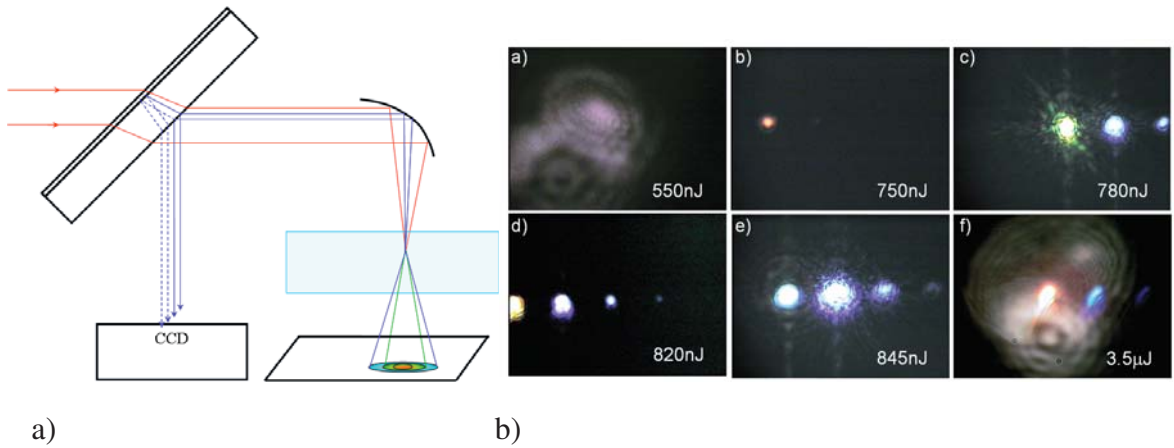 CCD
a)
550nJ
b)
750nJ
c)
780nJ
d)
820nJ
e)
845nJ
f)
3.5μJ
a)
b)